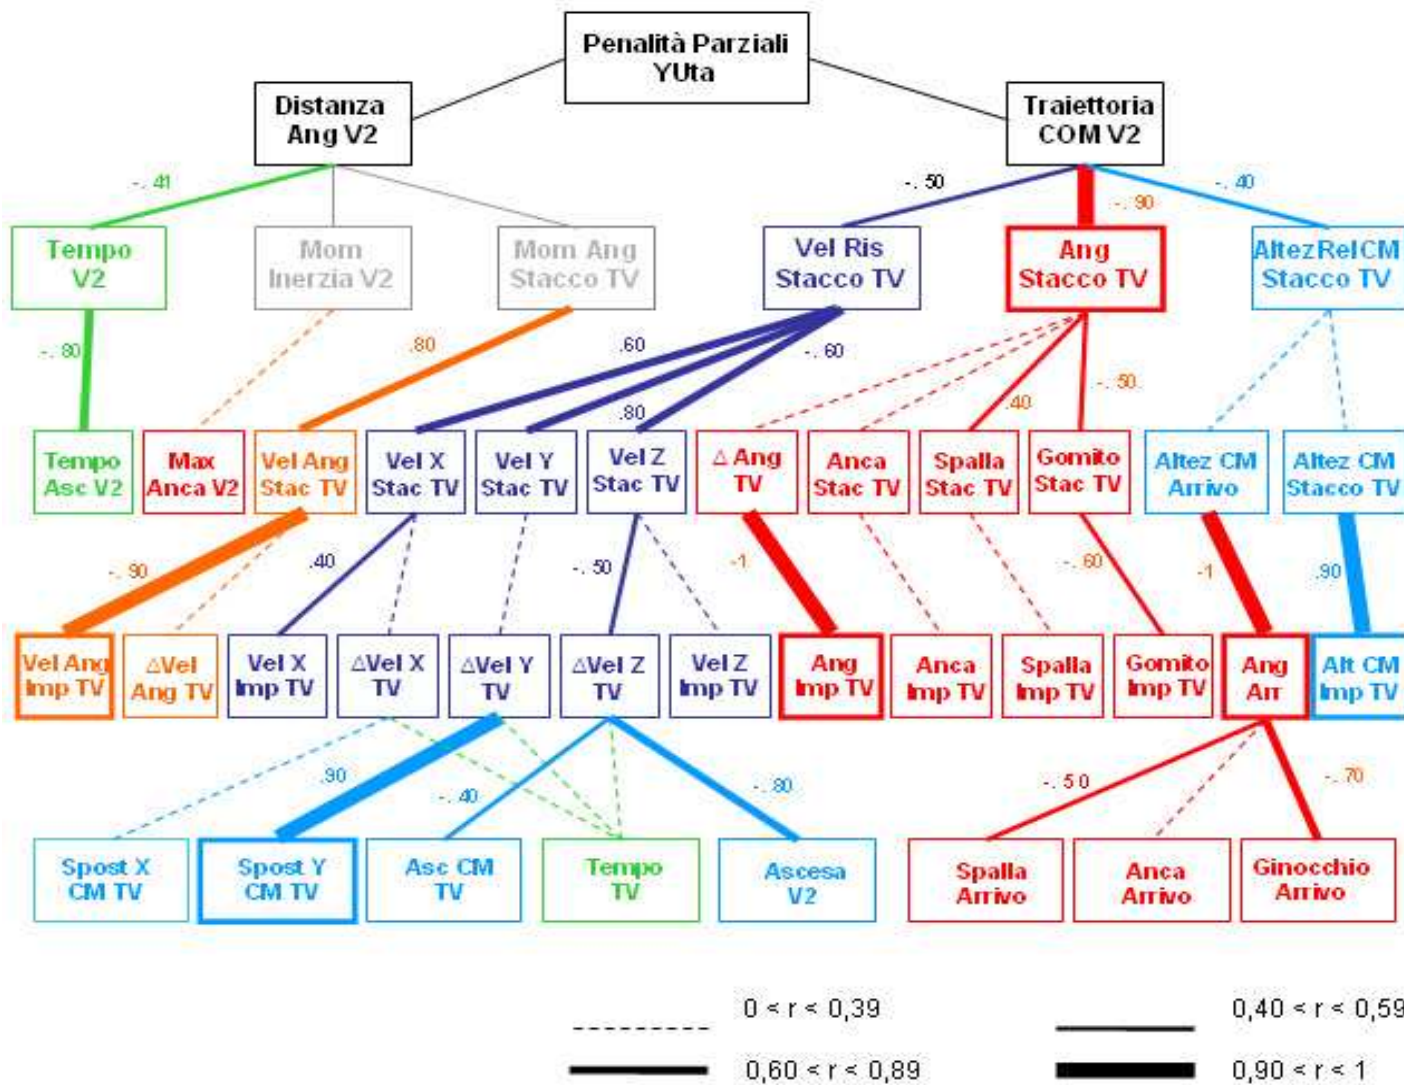 Penalità Parziali
YUta
Distanza
Ang V2
Traiettoria
COM V2
-. 41
-. 50
-. 90
-. 40
Tempo
V2
Mom
Inerzia V2
Mom Ang
Stacco TV
Vel Ris
Stacco TV
Ang
Stacco TV
AltezRelCM
Stacco TV
-. 80
.80
.60
-. 60
.80
.40
-. 50
Tempo
Asc V2
Max
Anca V2
Vel Ang
Stac TV
Vel X
Stac TV
Vel Y
Stac TV
Vel Z
Stac TV
△ Ang
TV
Anca
Stac TV
Spalla
Stac TV
Gomito
Stac TV
Altez CM
Arrivo
Altez CM
Stacco TV
-. 90
.40
-. 50
-1
-. 60
-1
.90
Vel Ang
Imp TV
△Vel
Ang TV
Vel X
Imp TV
△Vel X
TV
△Vel Y
TV
△Vel Z
TV
Vel Z
Imp TV
Ang
Imp TV
Anca
Imp TV
Spalla
Imp TV
Gomito
Imp TV
Ang
Arr
Alt CM
Imp TV
.90
-. 40
-. 80
-. 50
-. 70
Spost X
CM TV
Spost Y
CM TV
Asc CM
TV
Tempo
TV
Ascesa
V2
Spalla
Arrivo
Anca
Arrivo
Ginocchio
Arrivo
0 < r < 0,39
0,40 < r < 0,59
0,60 < r < 0,89
0,90 < r < 1